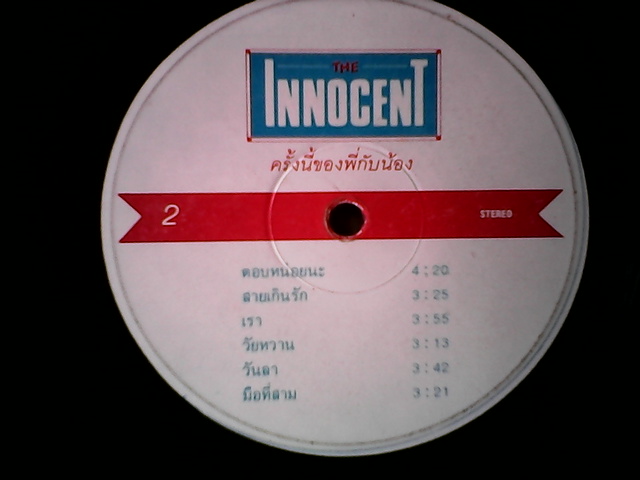 THE
INNOCENT
ครั้งนี้ของพี่กับน้อง
2 STEREO
ตอบหน่อยนะ 4:20
สายเกินรัก 3:25
เรา 3:55
วัยหวาน 3:13
วันลา 3:42
มือที่สาม 3:21